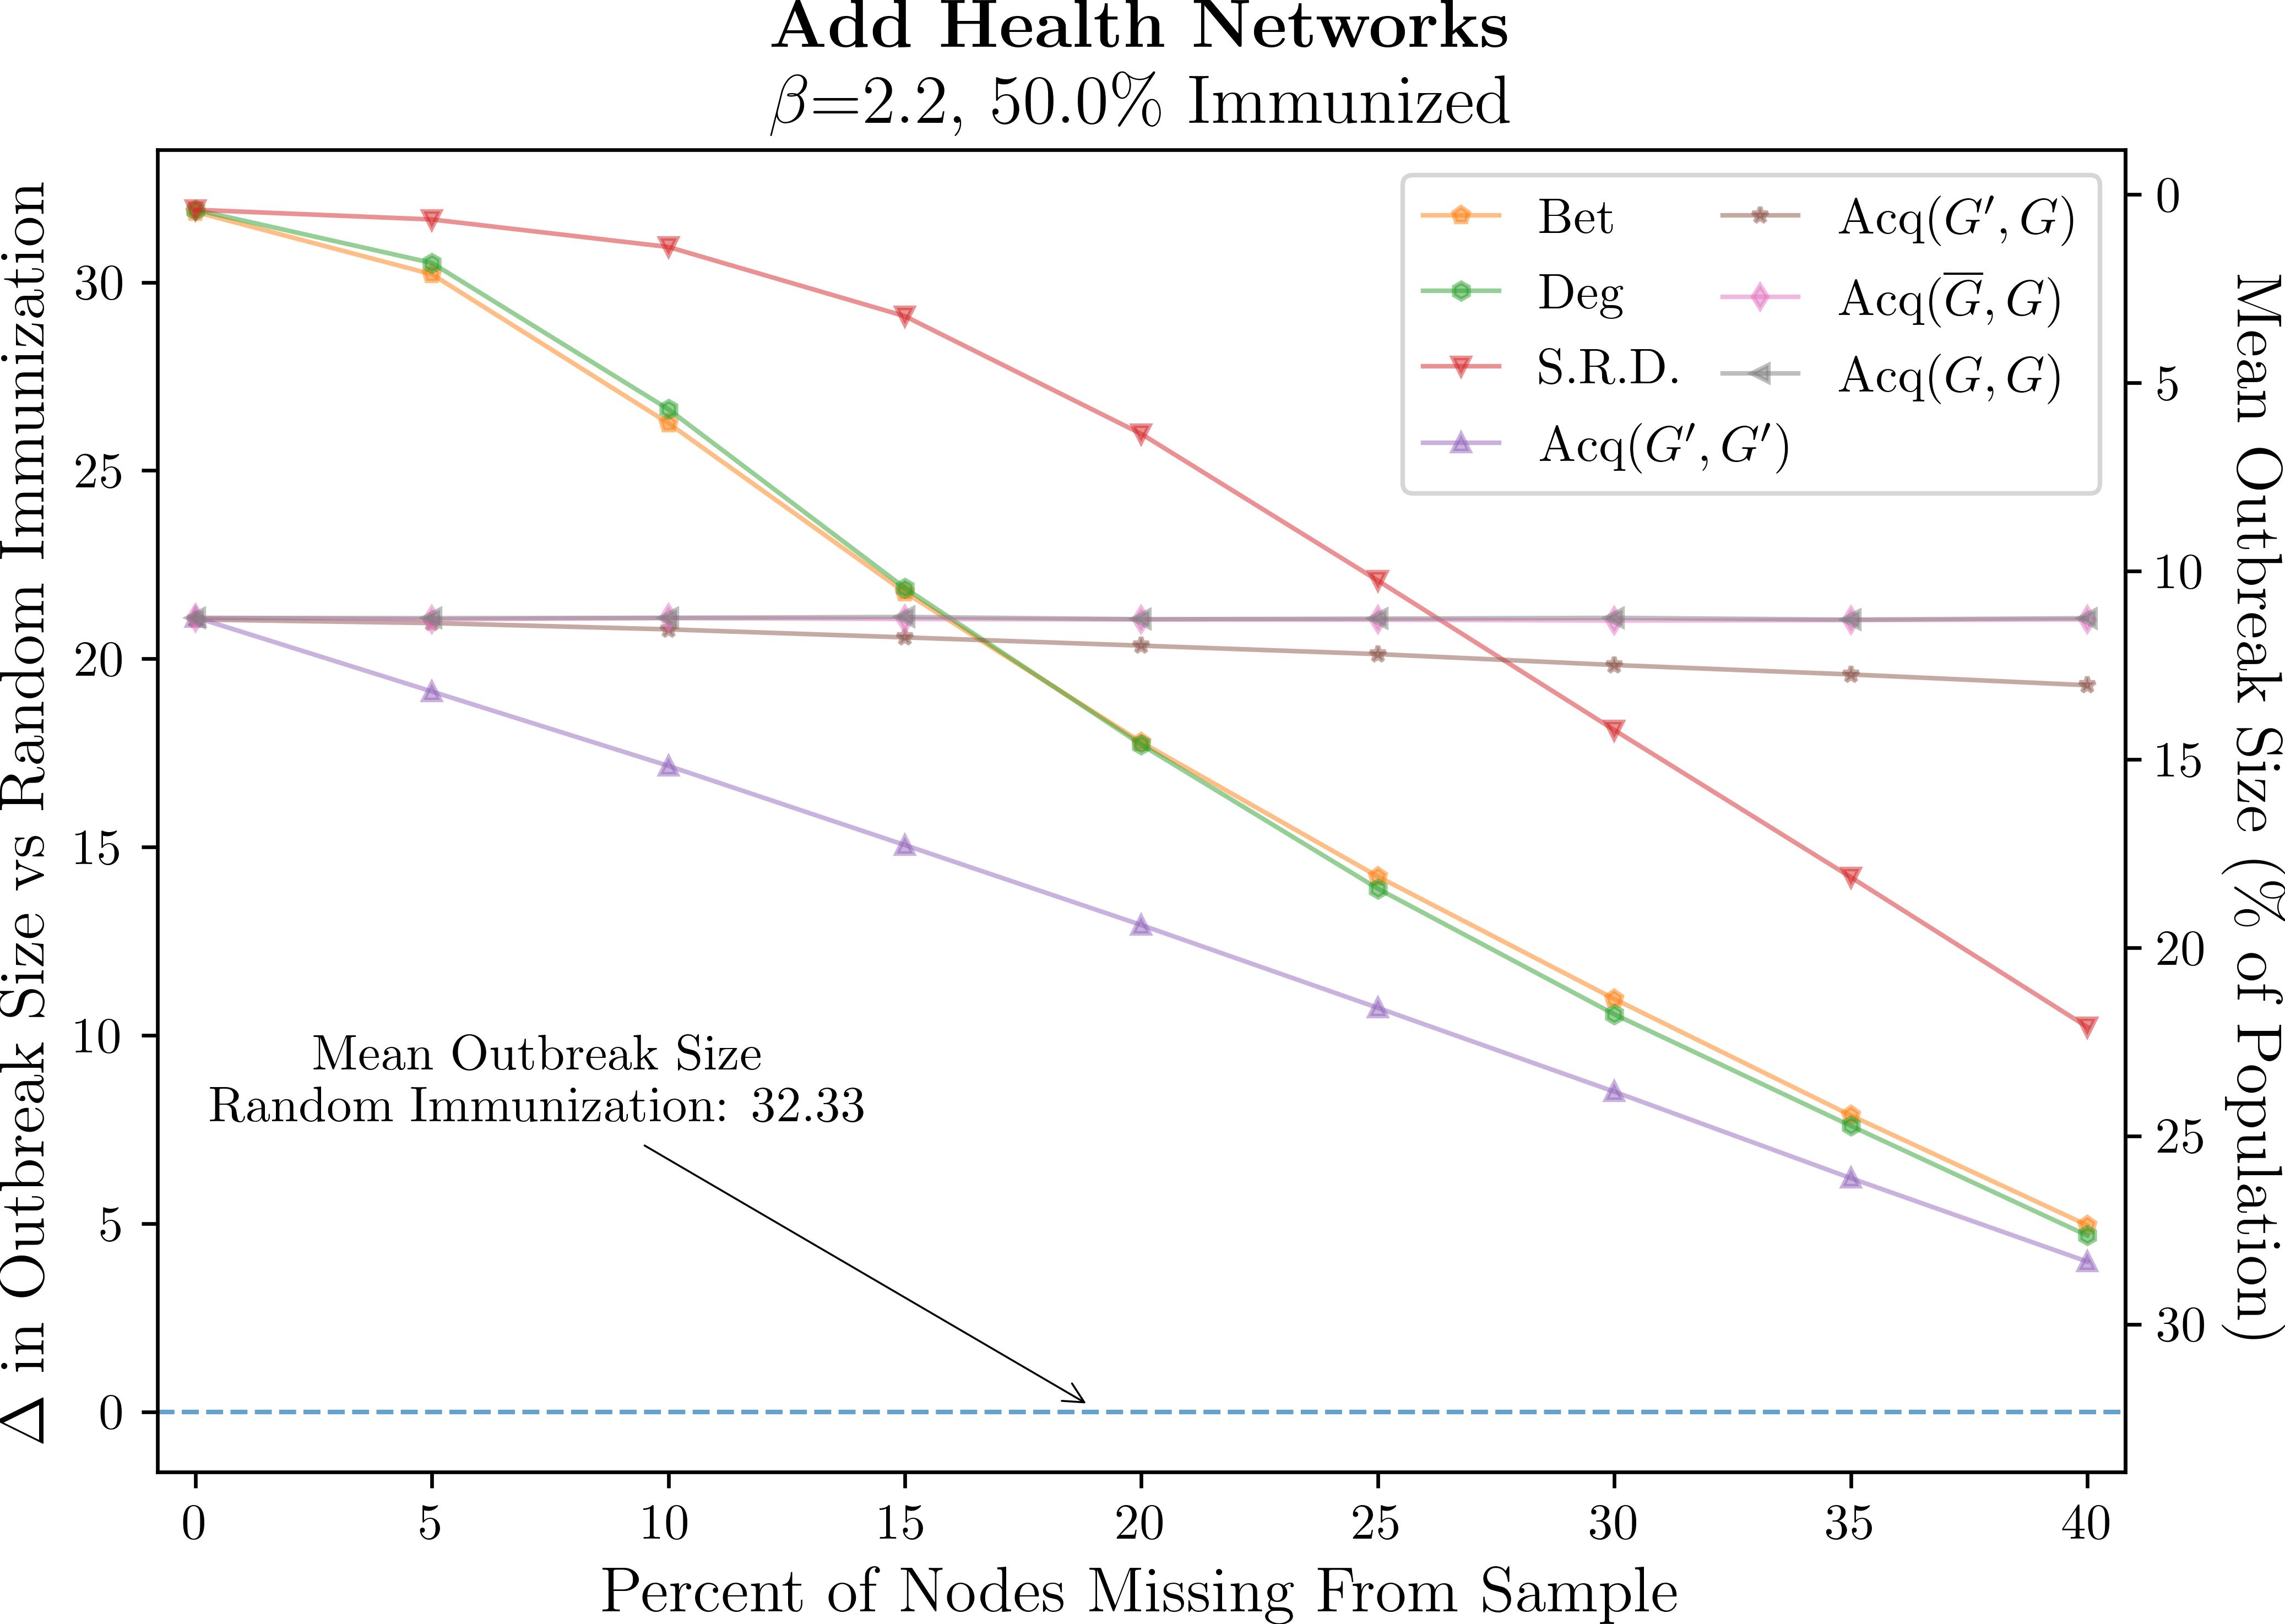 Add Health Networks
β=2.2, 50.0% Immunized
Δ in Outbreak Size vs Random Immunization
30
25
20
15
10
5
0
Bet
Deg
S.R.D.
Acq(G′, G′)
Acq(G′, G)
Acq(G̅, G)
Acq(G, G)
Mean Outbreak Size
Random Immunization: 32.33
0
5
10
15
20
25
30
Mean Outbreak Size (% of Population)
0 5 10 15 20 25 30 35 40
Percent of Nodes Missing From Sample